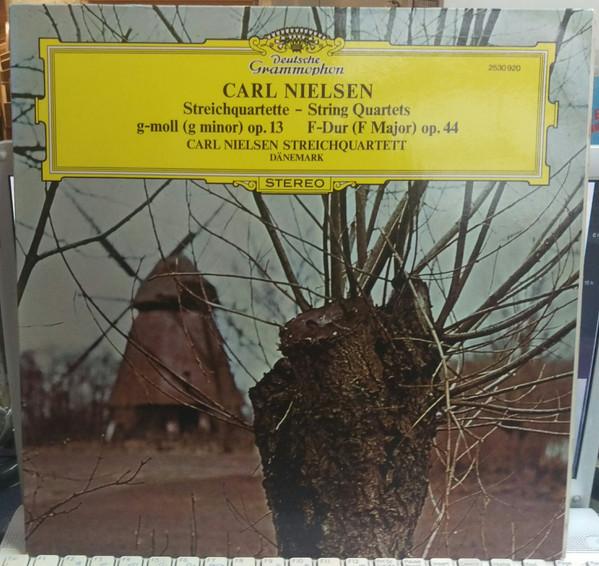 Deutsche
Grammophon
2530 920
CARL NIELSEN
Streichquartette – String Quartets
g-moll (g minor) op. 13 F-Dur (F Major) op. 44
CARL NIELSEN STREICHQUARTETT
DÄNEMARK
STEREO